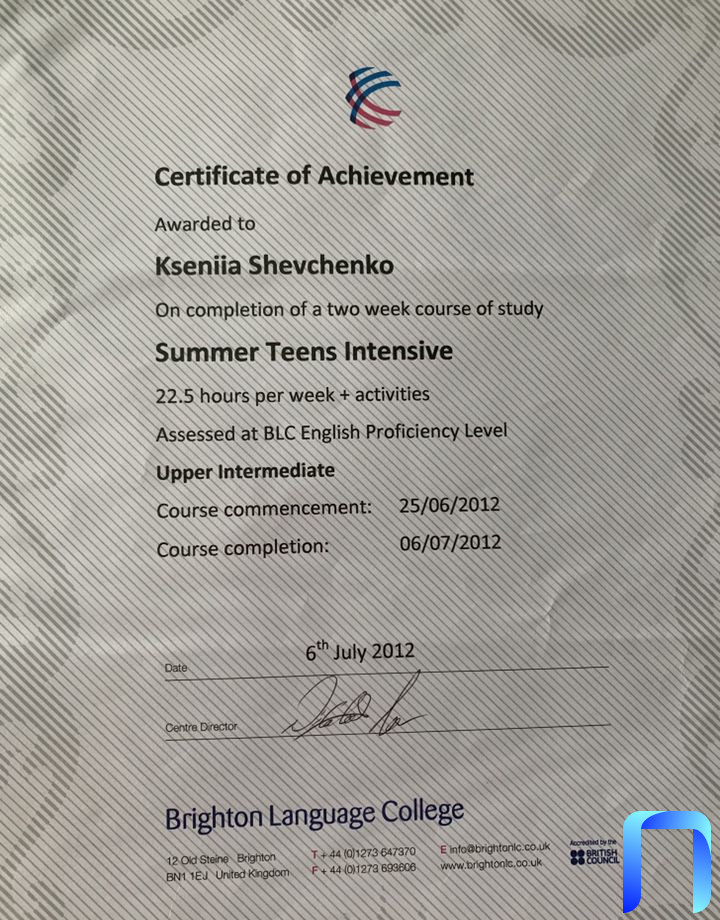 Certificate of Achievement
Awarded to
Kseniia Shevchenko
On completion of a two week course of study
Summer Teens Intensive
22.5 hours per week + activities
Assessed at BLC English Proficiency Level
Upper Intermediate
Course commencement: 25/06/2012
Course completion: 06/07/2012
Date 6th July 2012
Centre Director
Brighton Language College
12 Old Steine Brighton T + 44 (0)1273 647370 E info@brightonlc.co.uk
BN1 1EJ United Kingdom F + 44 (0)1273 693606 www.brightonlc.co.uk
Accredited by the
BRITISH
COUNCIL